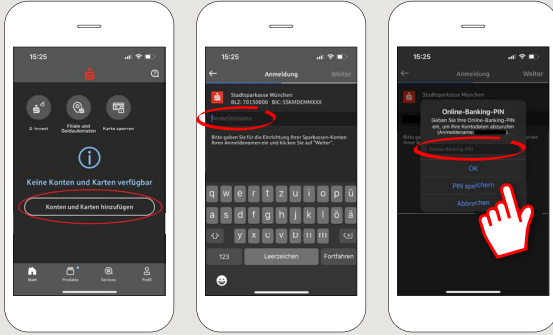 15:25
S-Invest
Filiale und
Geldautomaten
Karte sperren
Keine Konten und Karten verfügbar
Konten und Karten hinzufügen
Start
Produkte
Services
Profil
15:25
Anmeldung
Weiter
Stadtsparkasse München
BLZ: 70150000 BIC: SSKMDEMMXXX
Anmeldename
Bitte geben Sie für die Einrichtung Ihrer Sparkassen-Konten
Ihren Anmeldenamen ein und klicken Sie auf "Weiter".
q w e r t z u i o p ü
a s d f g h j k l ö ä
y x c v b n m
123
Leerzeichen
Fortfahren
15:25
Anmeldung
Weiter
Stadtsparkasse München
Online-Banking-PIN
Geben Sie Ihre Online-Banking-PIN
ein, um Ihre Kontodaten abzurufen
(Anmeldename:
Online-Banking-PIN
OK
PIN speichern
Abbrechen